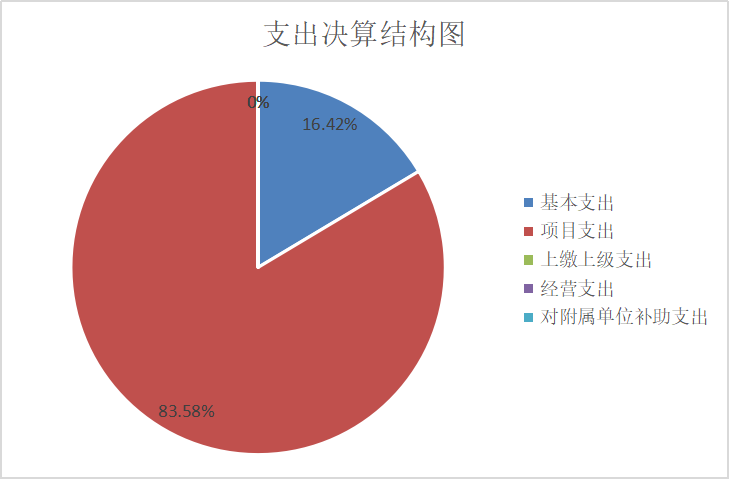 支出决算结构图
0%
16.42%
83.58%
基本支出
项目支出
上缴上级支出
经营支出
对附属单位补助支出